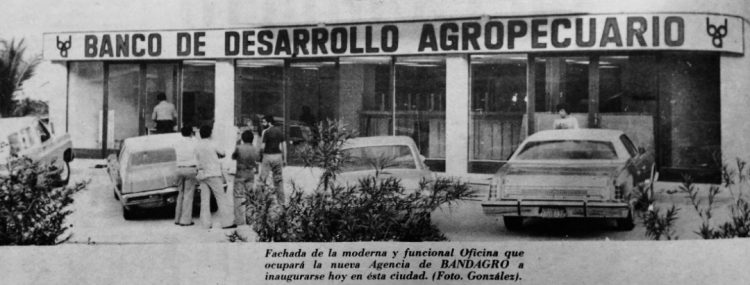 BANCO DE DESARROLLO AGROPECUARIO
Fachada de la moderna y funcional Oficina que
ocupará la nueva Agencia de BANDAGRO a
inaugurarse hoy en ésta ciudad. (Foto. González).